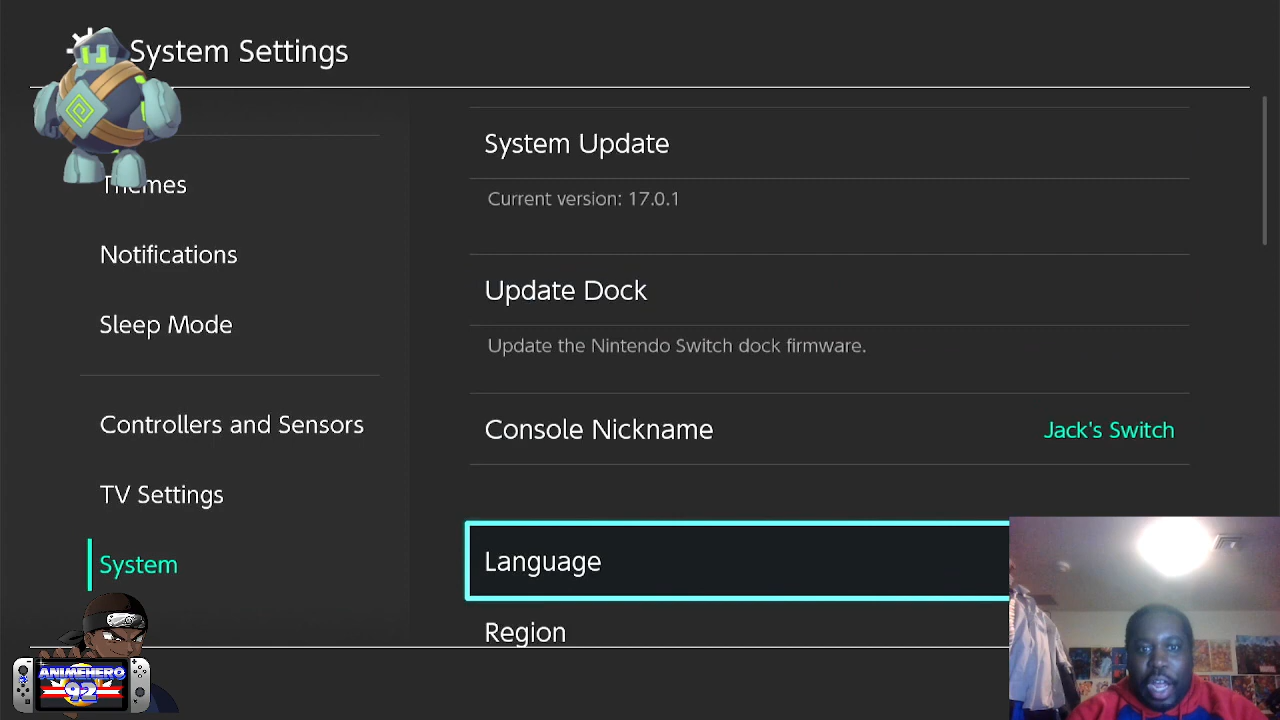 System Settings
Themes
Notifications
Sleep Mode
Controllers and Sensors
TV Settings
System
System Update
Current version: 17.0.1
Update Dock
Update the Nintendo Switch dock firmware.
Console Nickname Jack's Switch
Language
Region
ANIMEHERO
92